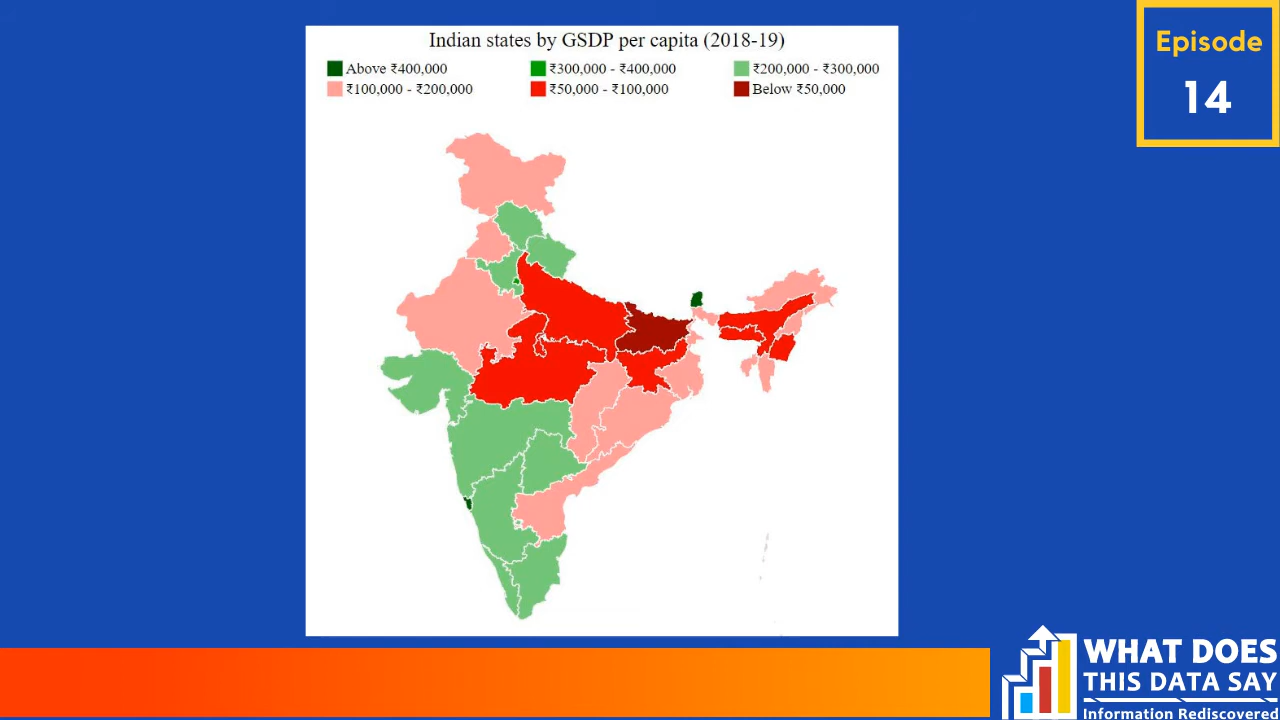 Indian states by GSDP per capita (2018-19)
Above ₹400,000
₹300,000 - ₹400,000
₹200,000 - ₹300,000
₹100,000 - ₹200,000
₹50,000 - ₹100,000
Below ₹50,000
Episode
14
WHAT DOES
THIS DATA SAY
Information Rediscovered